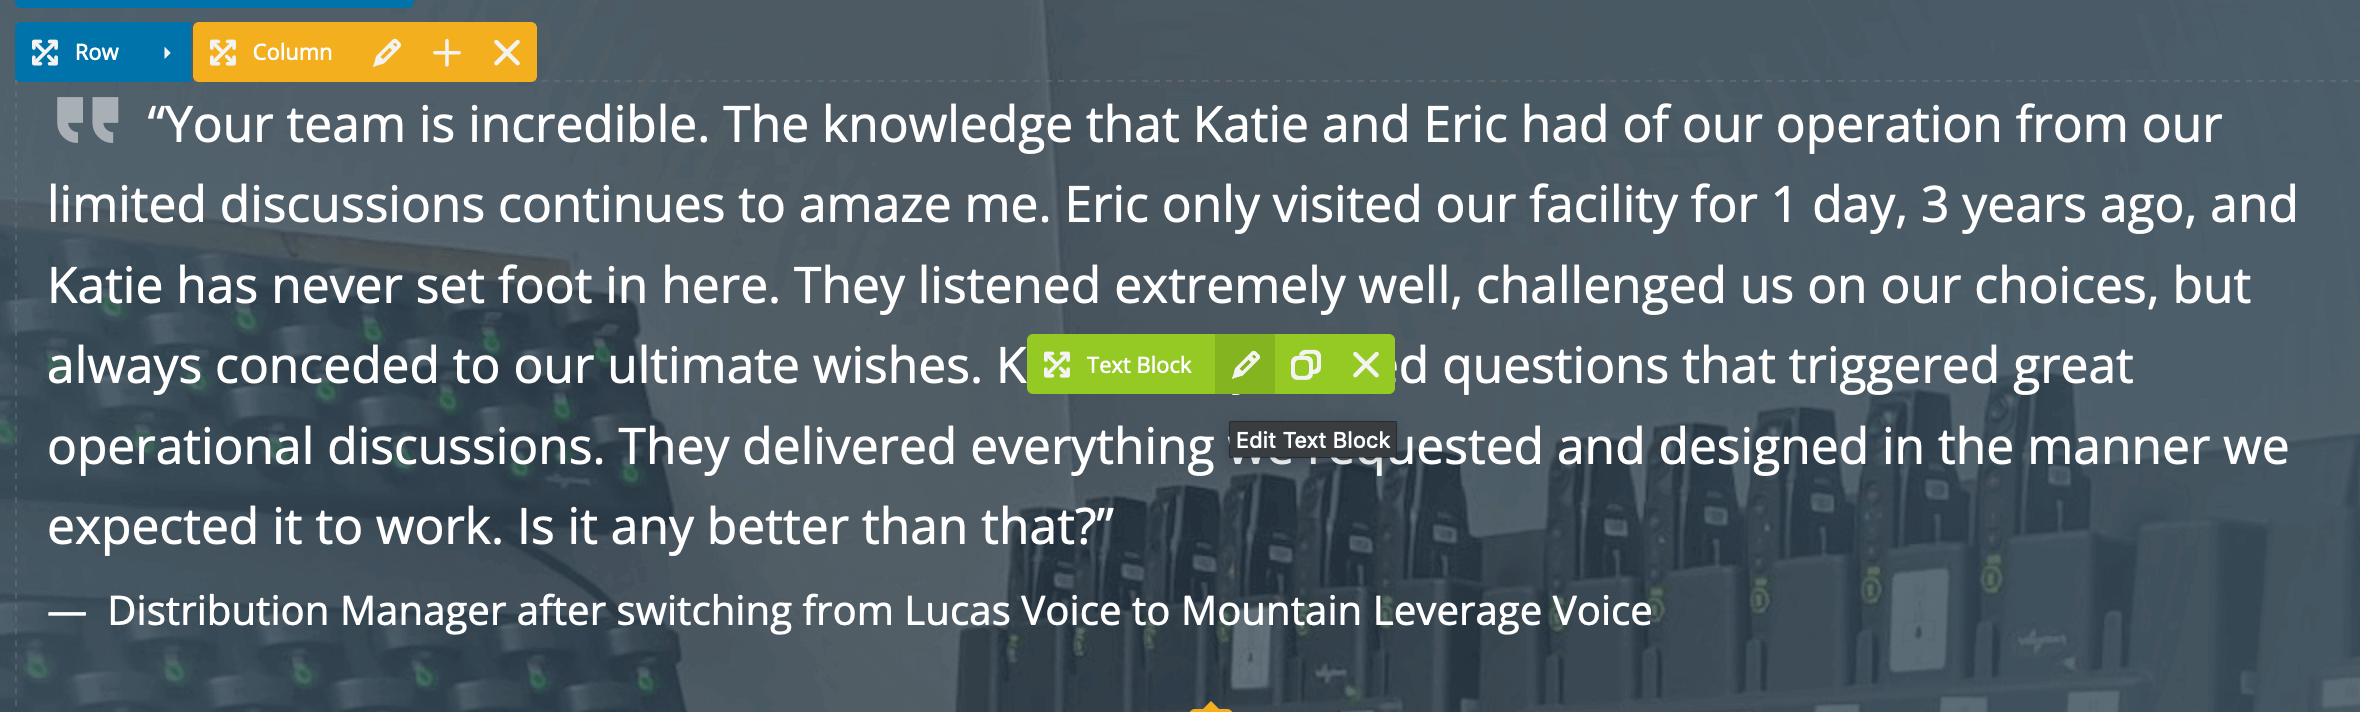 Row Column
“Your team is incredible. The knowledge that Katie and Eric had of our operation from our
limited discussions continues to amaze me. Eric only visited our facility for 1 day, 3 years ago, and
Katie has never set foot in here. They listened extremely well, challenged us on our choices, but
always conceded to our ultimate wishes. Text Block questions that triggered great
operational discussions. They delivered everything Edit Text Block and designed in the manner we
expected it to work. Is it any better than that?”
— Distribution Manager after switching from Lucas Voice to Mountain Leverage Voice